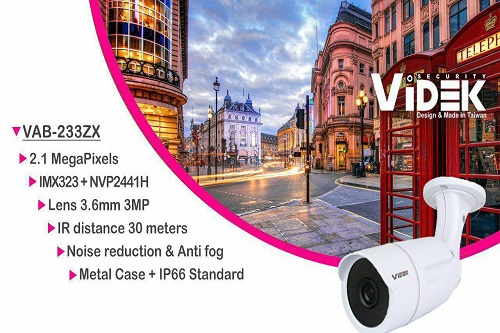 SECURITY
ViDEK
Design & Made in Taiwan
TELEPHONE
VAB-233ZX
2.1 MegaPixels
IMX323 + NVP2441H
Lens 3.6mm 3MP
IR distance 30 meters
Noise reduction & Anti fog
Metal Case + IP66 Standard
ViDEK